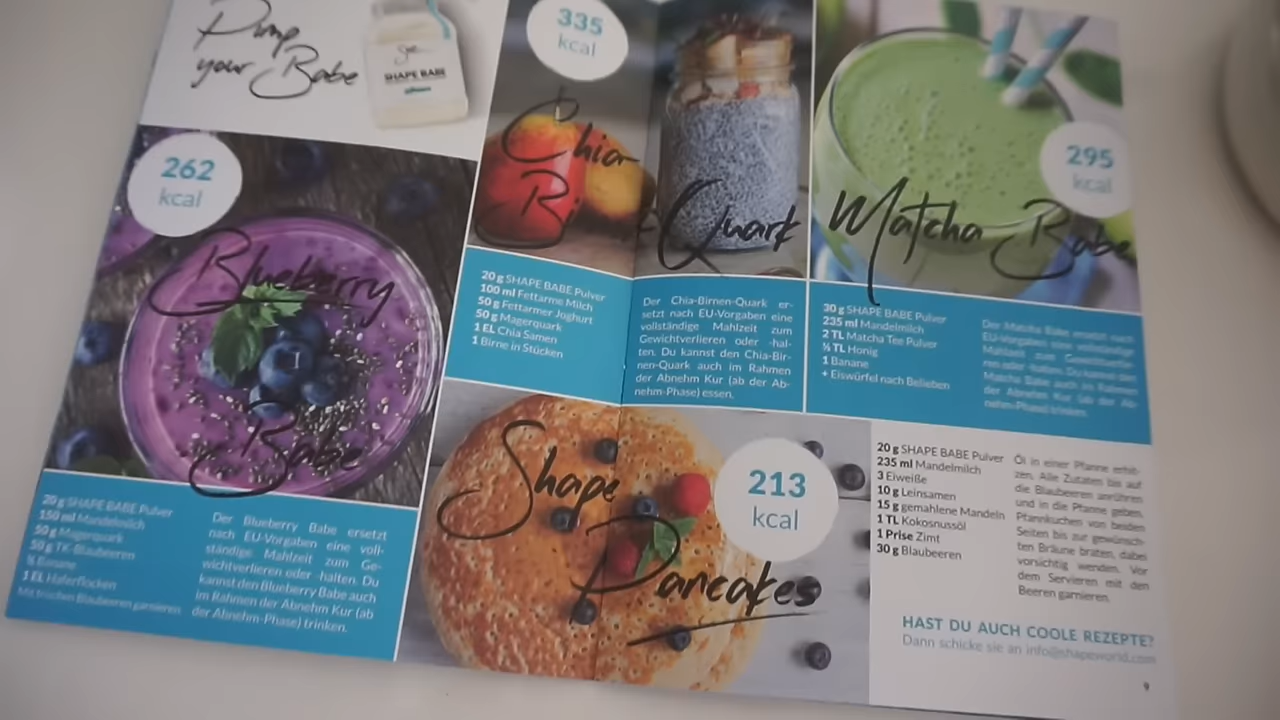 Pimp
your Babe
SHAPE BABE
262
kcal
Blueberry
Babe
20 g SHAPE BABE Pulver
150 ml Mandelmilch
50 g Magerquark
50 g TK-Blaubeeren
½ Banane
1 EL Haferflocken
Mit frischen Blaubeeren garnieren
Der Blueberry Babe ersetzt
nach EU-Vorgaben eine voll-
ständige Mahlzeit zum Ge-
wichtverlieren oder -halten. Du
kannst den Blueberry Babe auch
im Rahmen der Abnehm Kur (ab
der Abnehm-Phase) trinken.
335
kcal
Chia
Quark
20 g SHAPE BABE Pulver
100 ml Fettarme Milch
50 g Fettarmer Joghurt
50 g Magerquark
1 EL Chia Samen
1 Birne in Stücken
Der Chia-Birnen-Quark er-
setzt nach EU-Vorgaben eine
vollständige Mahlzeit zum
Gewichtverlieren oder -hal-
ten. Du kannst den Chia-Bir-
nen-Quark auch im Rahmen
der Abnehm Kur (ab der Ab-
nehm-Phase) essen.
295
kcal
Matcha Babe
30 g SHAPE BABE Pulver
235 ml Mandelmilch
2 TL Matcha Tee Pulver
½ TL Honig
1 Banane
+ Eiswürfel nach Belieben
Der Matcha Babe ersetzt nach
EU-Vorgaben eine vollständige
Mahlzeit zum Gewichtverlie-
ren oder -halten. Du kannst den
Matcha Babe auch im Rahmen
der Abnehm Kur (ab der Ab-
nehm-Phase) trinken.
Shape
Pancakes
213
kcal
20 g SHAPE BABE Pulver
235 ml Mandelmilch
3 Eiweiße
10 g Leinsamen
15 g gemahlene Mandeln
1 TL Kokosnussöl
1 Prise Zimt
30 g Blaubeeren
Öl in einer Pfanne erhit-
zen. Alle Zutaten bis auf
die Blaubeeren anrühren
und in die Pfanne geben.
Pfannkuchen von beiden
Seiten bis zur gewünsch-
ten Bräune braten, dabei
vorsichtig wenden. Vor
dem Servieren mit den
Beeren garnieren.
HAST DU AUCH COOLE REZEPTE?
Dann schicke sie an info@shapeworld.com
9